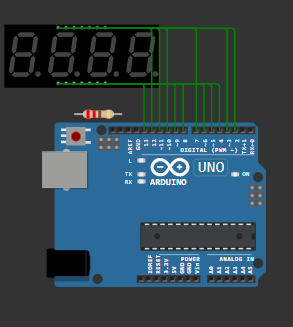 AREF
GND
13
12
~11
~10
~9
8
7
~6
~5
4
~3
2
TX→1
RX←0
DIGITAL (PWM ~)
L
TX
RX
UNO
ON
ARDUINO
IOREF
RESET
3.3V
5V
GND
GND
Vin
POWER
ANALOG IN
A0
A1
A2
A3
A4
A5